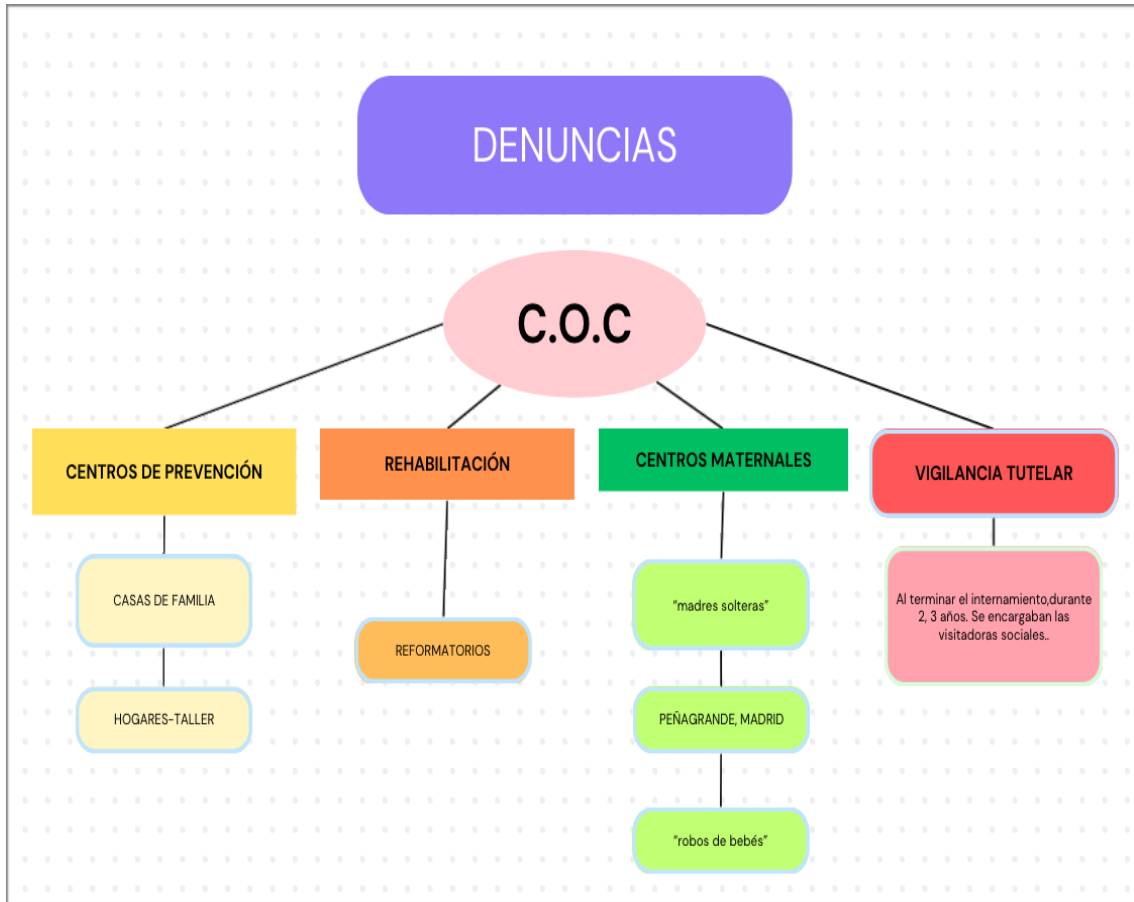 DENUNCIAS
C.O.C
CENTROS DE PREVENCIÓN
REHABILITACIÓN
CENTROS MATERNALES
VIGILANCIA TUTELAR
CASAS DE FAMILIA
HOGARES-TALLER
REFORMATORIOS
"madres solteras"
PEÑAGRANDE, MADRID
"robos de bebés"
Al terminar el internamiento,durante
2, 3 años. Se encargaban las
visitadoras sociales..